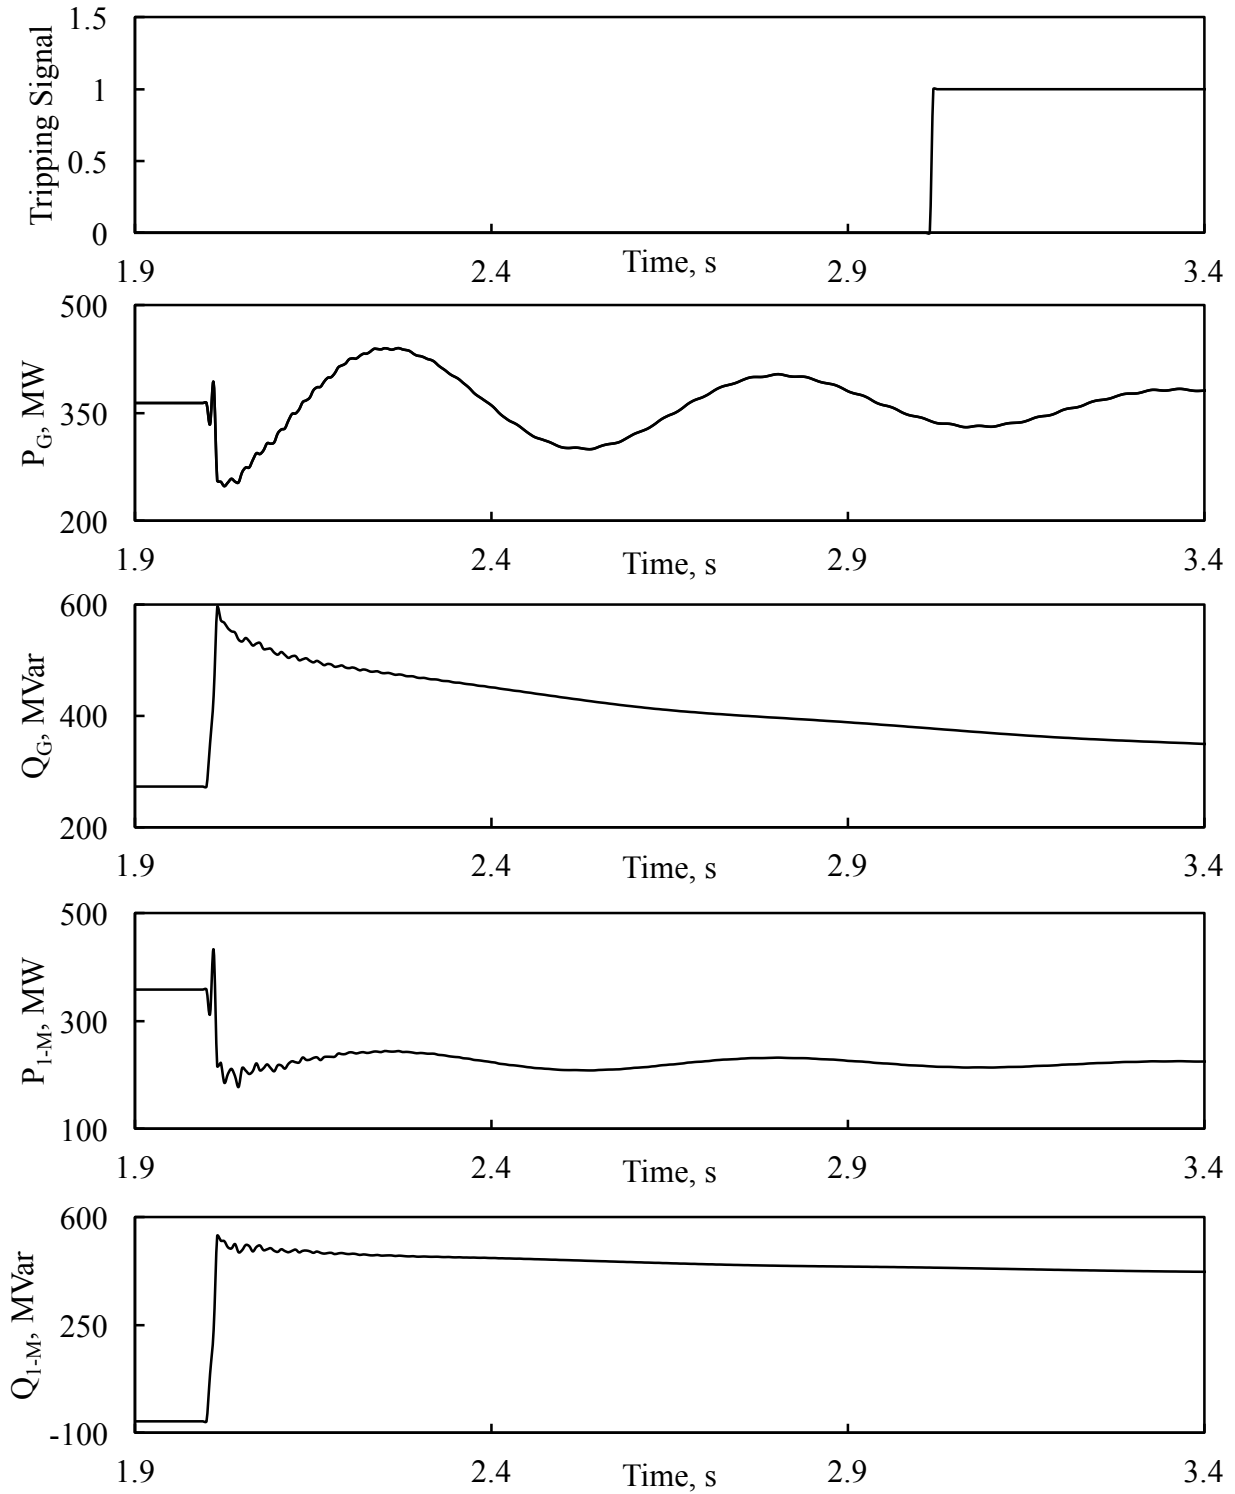 Tripping Signal
1.5
1
0.5
0
1.9 2.4 Time, s 2.9 3.4
P_G, MW
500
350
200
1.9 2.4 Time, s 2.9 3.4
Q_G, MVar
600
400
200
1.9 2.4 Time, s 2.9 3.4
P_1-M, MW
500
300
100
1.9 2.4 Time, s 2.9 3.4
Q_1-M, MVar
600
250
-100
1.9 2.4 Time, s 2.9 3.4